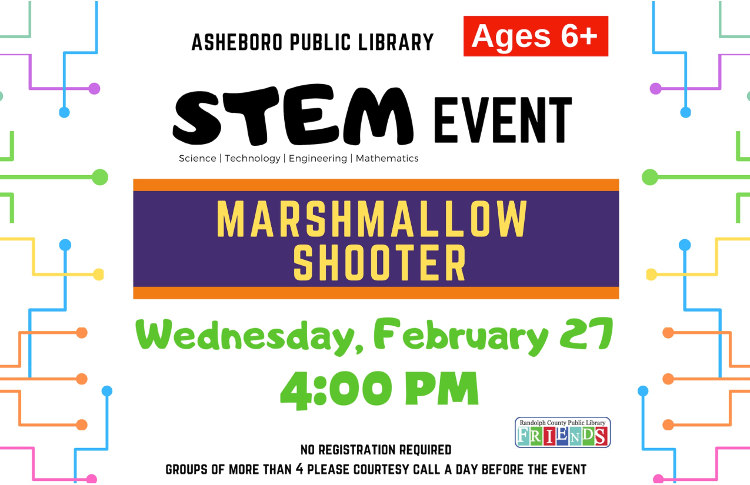 ASHEBORO PUBLIC LIBRARY
Ages 6+
STEM EVENT
Science | Technology | Engineering | Mathematics
MARSHMALLOW
SHOOTER
Wednesday, February 27
4:00 PM
Randolph County Public Library
FRIENDS
NO REGISTRATION REQUIRED
GROUPS OF MORE THAN 4 PLEASE COURTESY CALL A DAY BEFORE THE EVENT